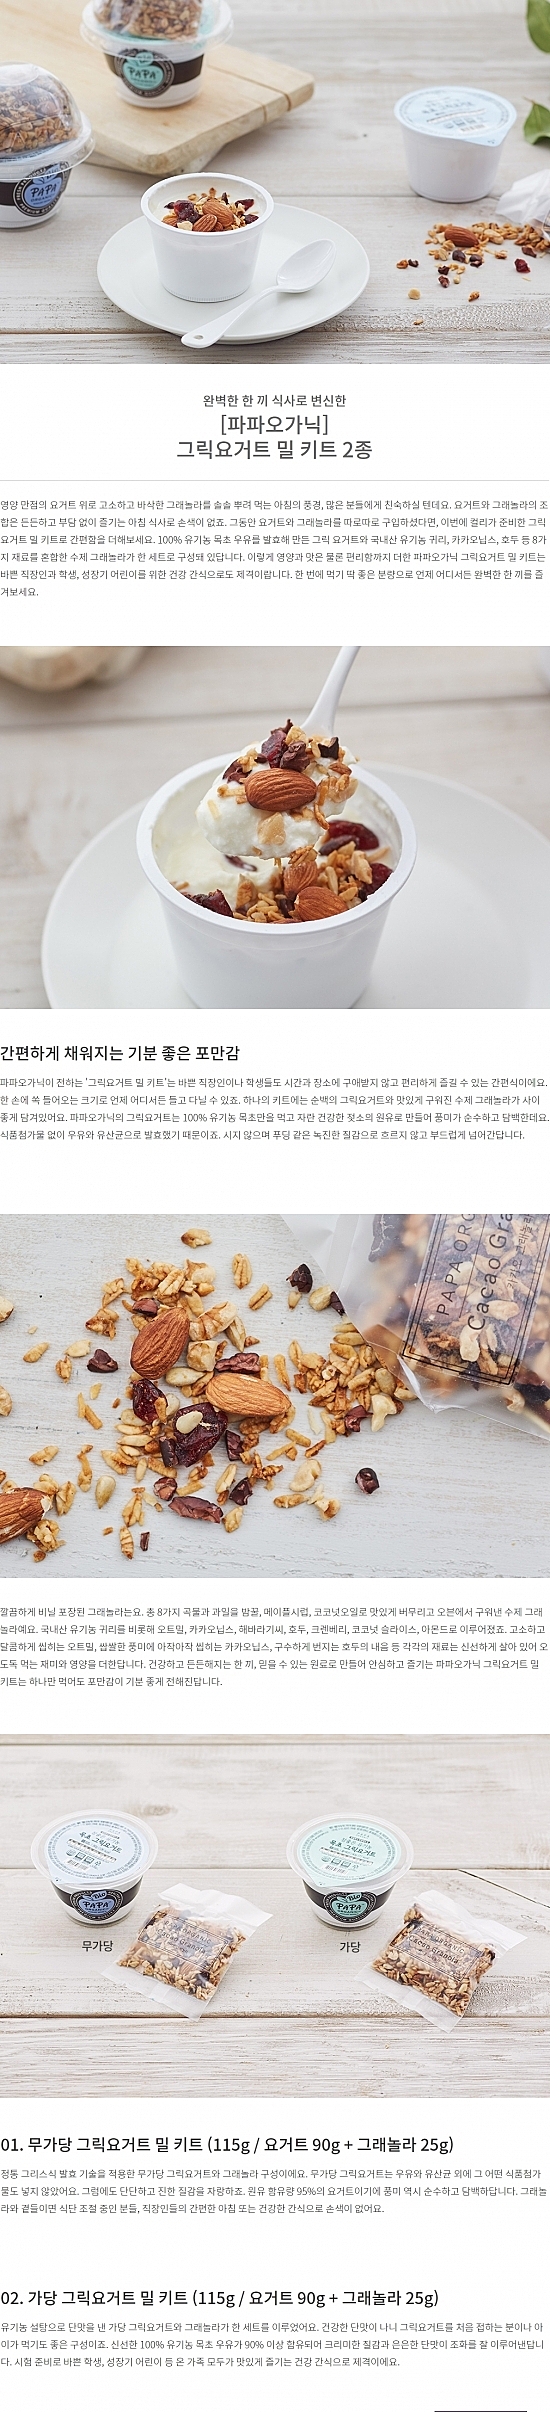 PAPA
PAPA
완벽한 한 끼 식사로 변신한
[파파오가닉]
그릭요거트 밀 키트 2종
영양 만점의 요거트 위로 고소하고 바삭한 그래놀라를 솔솔 뿌려 먹는 아침의 풍경, 많은 분들에게 친숙하실 텐데요. 요거트와 그래놀라의 조
합은 든든하고 부담 없이 즐기는 아침 식사로 손색이 없죠. 그동안 요거트와 그래놀라를 따로따로 구입하셨다면, 이번에 컬리가 준비한 그릭
요거트 밀 키트로 간편함을 더해보세요. 100% 유기농 목초 우유를 발효해 만든 그릭 요거트와 국내산 유기농 귀리, 카카오닙스, 호두 등 8가
지 재료를 혼합한 수제 그래놀라가 한 세트로 구성돼 있답니다. 이렇게 영양과 맛은 물론 편리함까지 더한 파파오가닉 그릭요거트 밀 키트는
바쁜 직장인과 학생, 성장기 어린이를 위한 건강 간식으로도 제격이랍니다. 한 번에 먹기 딱 좋은 분량으로 언제 어디서든 완벽한 한 끼를 즐
겨보세요.
간편하게 채워지는 기분 좋은 포만감
파파오가닉이 전하는 '그릭요거트 밀 키트'는 바쁜 직장인이나 학생들도 시간과 장소에 구애받지 않고 편리하게 즐길 수 있는 간편식이에요.
한 손에 쏙 들어오는 크기로 언제 어디서든 들고 다닐 수 있죠. 하나의 키트에는 순백의 그릭요거트와 맛있게 구워진 수제 그래놀라가 사이
좋게 담겨있어요. 파파오가닉의 그릭요거트는 100% 유기농 목초만을 먹고 자란 건강한 젖소의 원유로 만들어 풍미가 순수하고 담백한데요.
식품첨가물 없이 우유와 유산균으로 발효했기 때문이죠. 시지 않으며 푸딩 같은 녹진한 질감으로 흐르지 않고 부드럽게 넘어간답니다.
PAPA ORG
Cacao Gra
깔끔하게 비닐 포장된 그래놀라는요. 총 8가지 곡물과 과일을 밤꿀, 메이플시럽, 코코넛오일로 맛있게 버무리고 오븐에서 구워낸 수제 그래
놀라예요. 국내산 유기농 귀리를 비롯해 오트밀, 카카오닙스, 해바라기씨, 호두, 크렌베리, 코코넛 슬라이스, 아몬드로 이루어졌죠. 고소하고
달콤하게 씹히는 오트밀, 쌉쌀한 풍미에 아작아작 씹히는 카카오닙스, 구수하게 번지는 호두의 내음 등 각각의 재료는 신선하게 살아 있어 오
도독 먹는 재미와 영양을 더한답니다. 건강하고 든든해지는 한 끼, 믿을 수 있는 원료로 만들어 안심하고 즐기는 파파오가닉 그릭요거트 밀
키트는 하나만 먹어도 포만감이 기분 좋게 전해진답니다.
목초 그릭요거트
Bio
PAPA
무가당
목초 그릭요거트
Bio
PAPA
가당
01. 무가당 그릭요거트 밀 키트 (115g / 요거트 90g + 그래놀라 25g)
정통 그리스식 발효 기술을 적용한 무가당 그릭요거트와 그래놀라 구성이에요. 무가당 그릭요거트는 우유와 유산균 외에 그 어떤 식품첨가
물도 넣지 않았어요. 그럼에도 단단하고 진한 질감을 자랑하죠. 원유 함유량 95%의 요거트이기에 풍미 역시 순수하고 담백하답니다. 그래놀
라와 곁들이면 식단 조절 중인 분들, 직장인들의 간편한 아침 또는 건강한 간식으로 손색이 없어요.
02. 가당 그릭요거트 밀 키트 (115g / 요거트 90g + 그래놀라 25g)
유기농 설탕으로 단맛을 낸 가당 그릭요거트와 그래놀라가 한 세트를 이루었어요. 건강한 단맛이 나니 그릭요거트를 처음 접하는 분이나 아
이가 먹기도 좋은 구성이죠. 신선한 100% 유기농 목초 우유가 90% 이상 함유되어 크리미한 질감과 은은한 단맛이 조화를 잘 이루어낸답니
다. 시험 준비로 바쁜 학생, 성장기 어린이 등 온 가족 모두가 맛있게 즐기는 건강 간식으로 제격이에요.